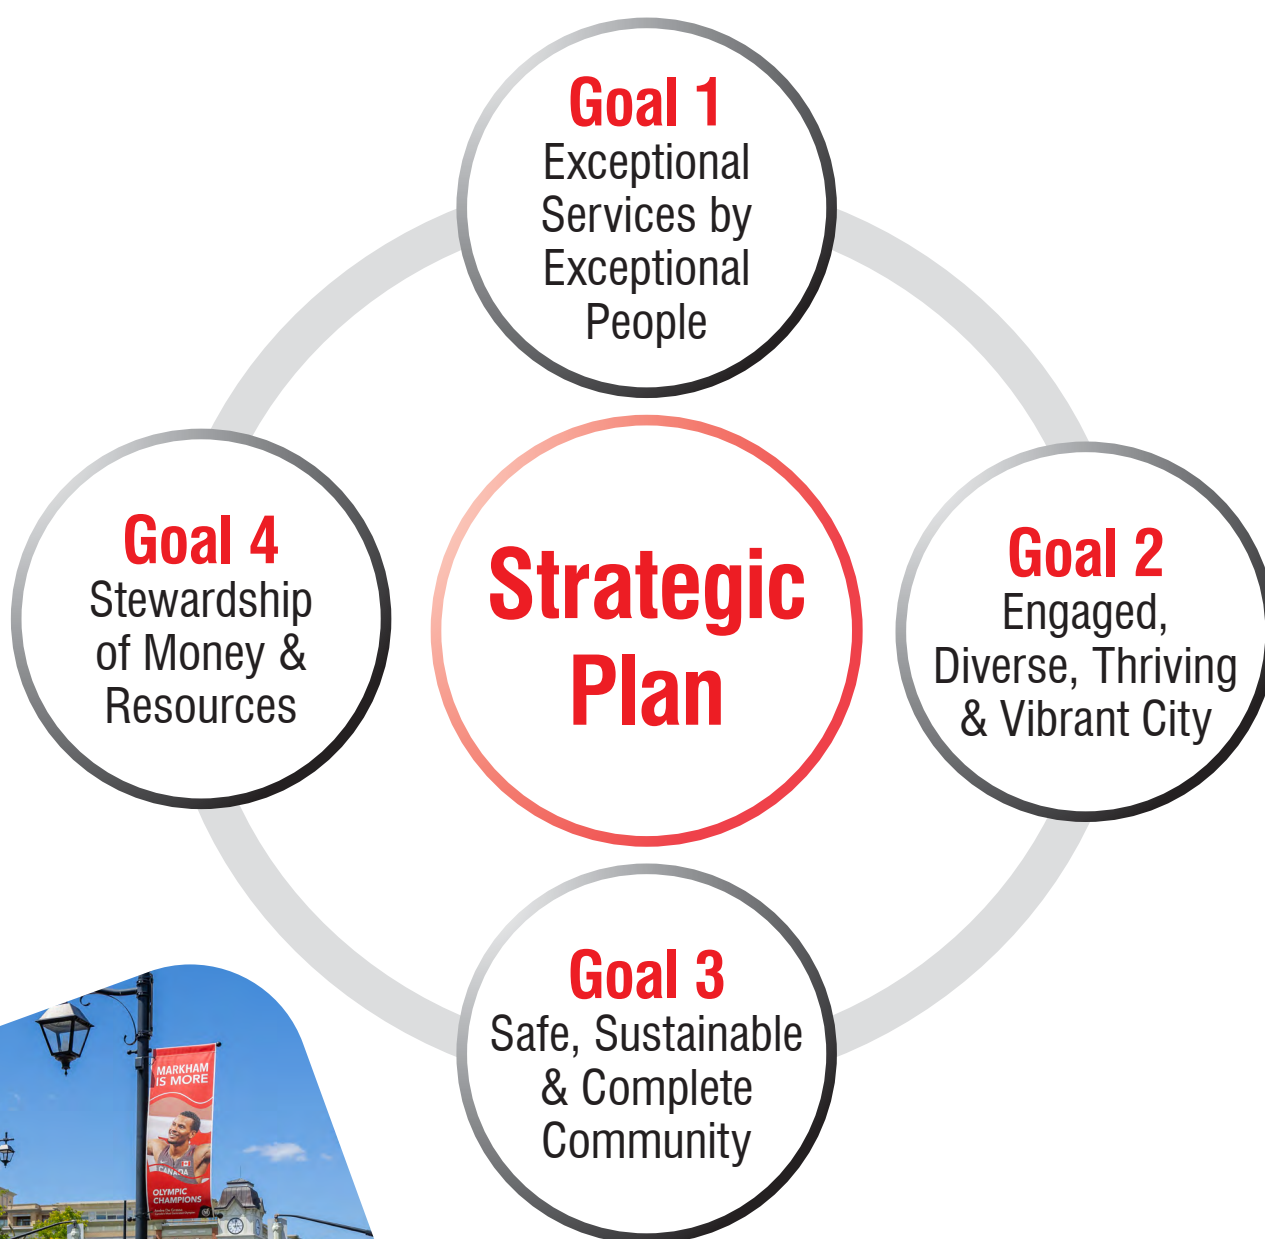 Goal 1
Exceptional
Services by
Exceptional
People
Goal 4
Stewardship
of Money &
Resources
Strategic
Plan
Goal 2
Engaged,
Diverse, Thriving
& Vibrant City
Goal 3
Safe, Sustainable
& Complete
Community
MARKHAM
IS MORE
CANADA
OLYMPIC
CHAMPIONS